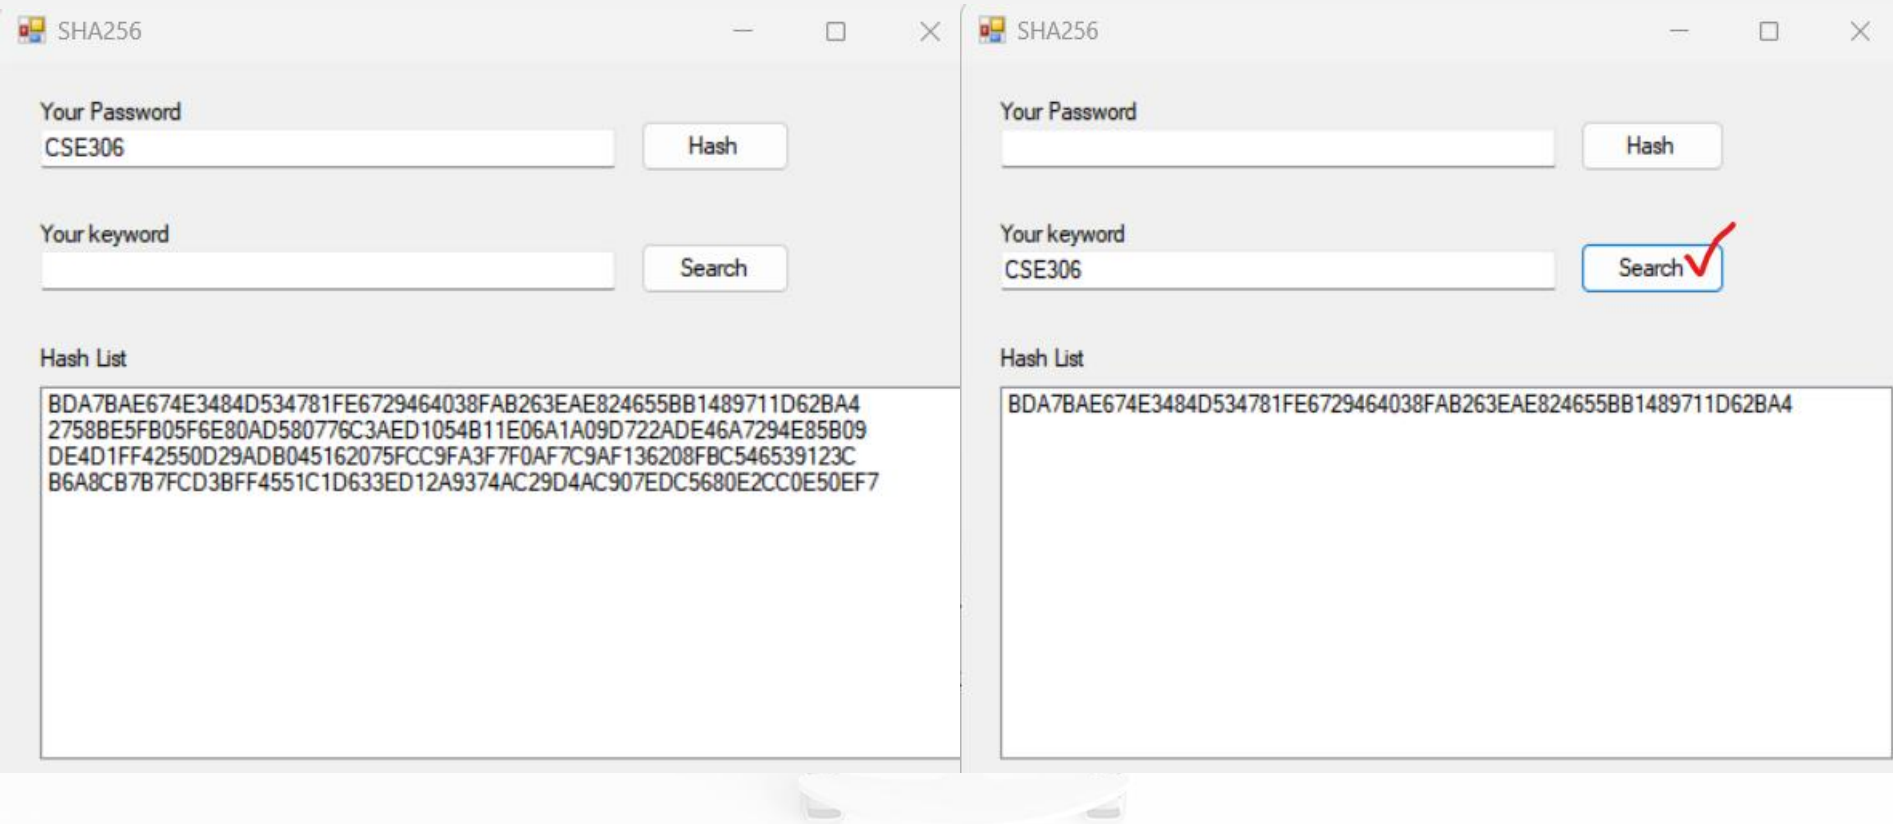 SHA256
Your Password
CSE306
Hash
Your keyword
Search
Hash List
BDA7BAE674E3484D534781FE6729464038FAB263EAE824655BB1489711D62BA4
2758BE5FB05F6E80AD580776C3AED1054B11E06A1A09D722ADE46A7294E85B09
DE4D1FF42550D29ADB045162075FCC9FA3F7F0AF7C9AF136208FBC546539123C
B6A8CB7B7FCD3BFF4551C1D633ED12A9374AC29D4AC907EDC5680E2CC0E50EF7
SHA256
Your Password
Hash
Your keyword
CSE306
Search
Hash List
BDA7BAE674E3484D534781FE6729464038FAB263EAE824655BB1489711D62BA4